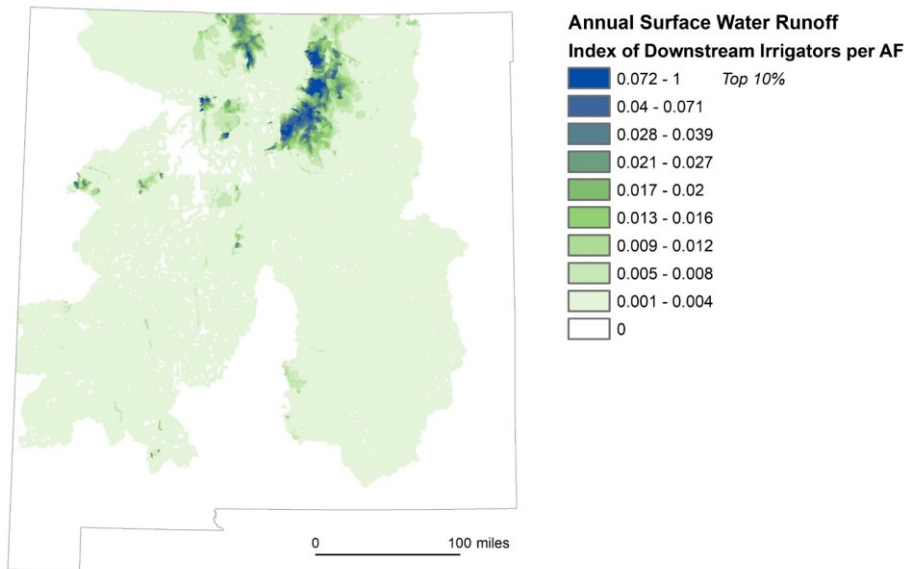 Annual Surface Water Runoff
Index of Downstream Irrigators per AF
0.072 - 1 Top 10%
0.04 - 0.071
0.028 - 0.039
0.021 - 0.027
0.017 - 0.02
0.013 - 0.016
0.009 - 0.012
0.005 - 0.008
0.001 - 0.004
0
0 100 miles